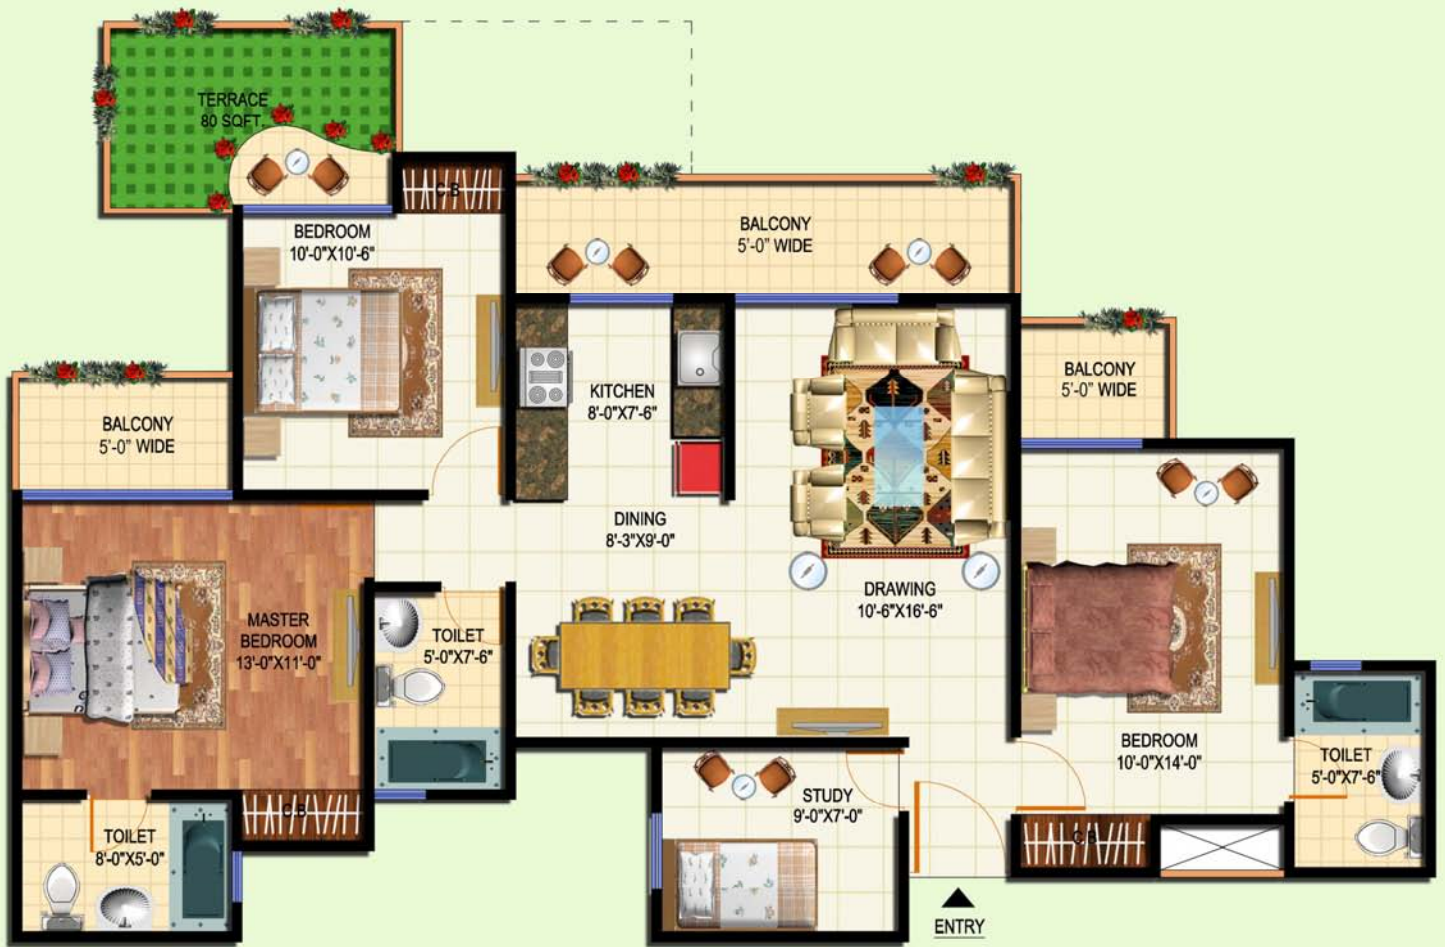 TERRACE
80 SQFT.
C B
BEDROOM
10'-0"X10'-6"
BALCONY
5'-0" WIDE
BALCONY
5'-0" WIDE
BALCONY
5'-0" WIDE
KITCHEN
8'-0"X7'-6"
DINING
8'-3"X9'-0"
DRAWING
10'-6"X16'-6"
MASTER
BEDROOM
13'-0"X11'-0"
TOILET
5'-0"X7'-6"
BEDROOM
10'-0"X14'-0"
TOILET
5'-0"X7'-6"
STUDY
9'-0"X7'-0"
C B
TOILET
8'-0"X5'-0"
C B
ENTRY